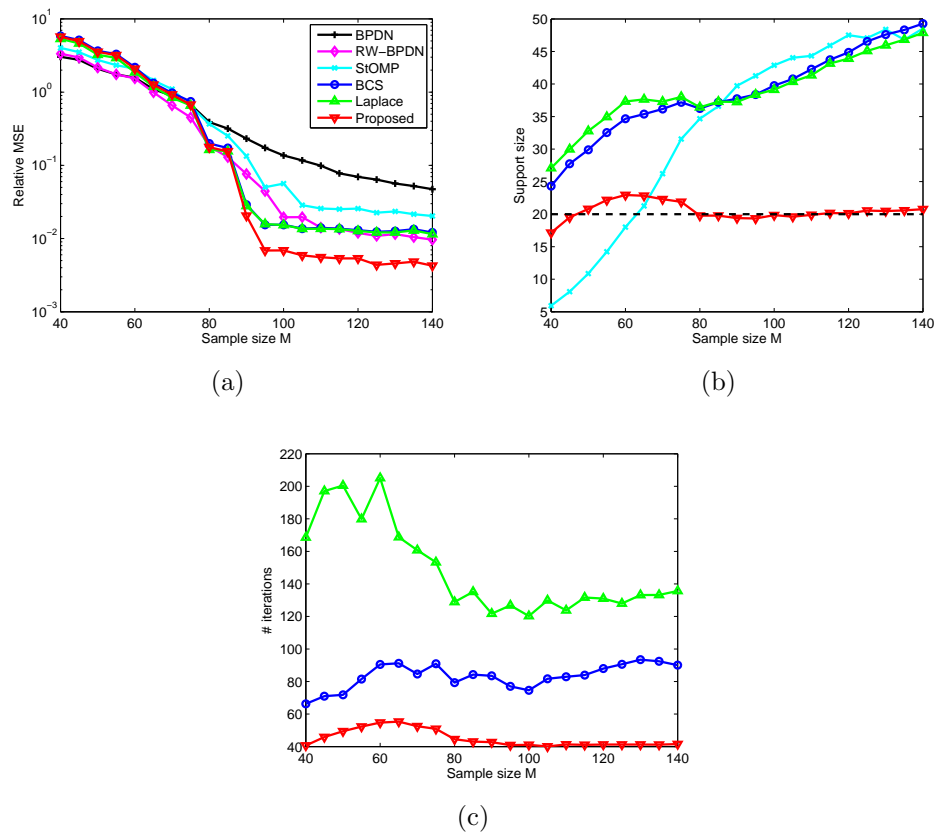 10^1
10^0
10^-1
10^-2
10^-3
Relative MSE
40 60 80 100 120 140
Sample size M
BPDN
RW-BPDN
StOMP
BCS
Laplace
Proposed
(a)
50
45
40
35
30
25
20
15
10
5
Support size
40 60 80 100 120 140
Sample size M
(b)
220
200
180
160
140
120
100
80
60
40
# iterations
40 60 80 100 120 140
Sample size M
(c)